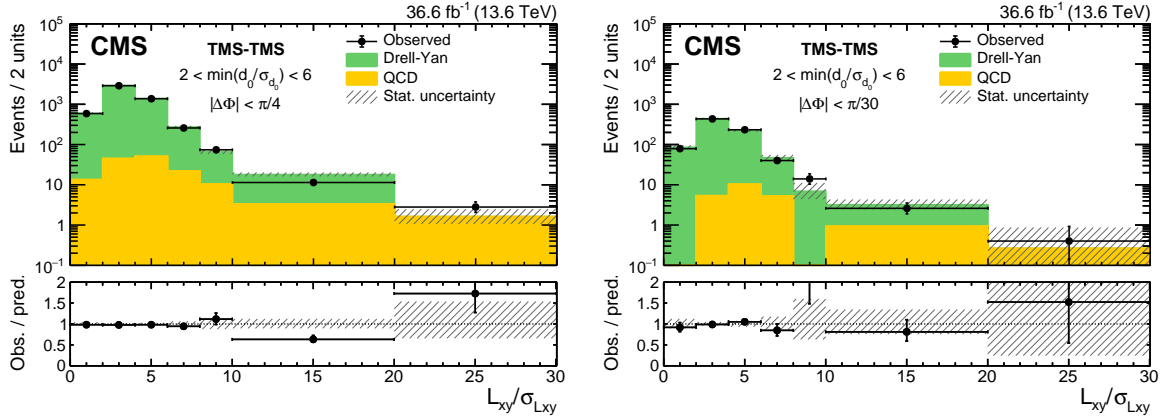 36.6 fb⁻¹ (13.6 TeV)
CMS
TMS-TMS
2 < min(d₀/σ_d₀) < 6
|ΔΦ| < π/4
Observed
Drell-Yan
QCD
Stat. uncertainty
Events / 2 units
10⁵
10⁴
10³
10²
10
1
10⁻¹
Obs. / pred.
2
1.5
1
0.5
0
0 5 10 15 20 25 30
L_xy/σ_Lxy
36.6 fb⁻¹ (13.6 TeV)
CMS
TMS-TMS
2 < min(d₀/σ_d₀) < 6
|ΔΦ| < π/30
Observed
Drell-Yan
QCD
Stat. uncertainty
Events / 2 units
10⁵
10⁴
10³
10²
10
1
10⁻¹
Obs. / pred.
2
1.5
1
0.5
0
0 5 10 15 20 25 30
L_xy/σ_Lxy